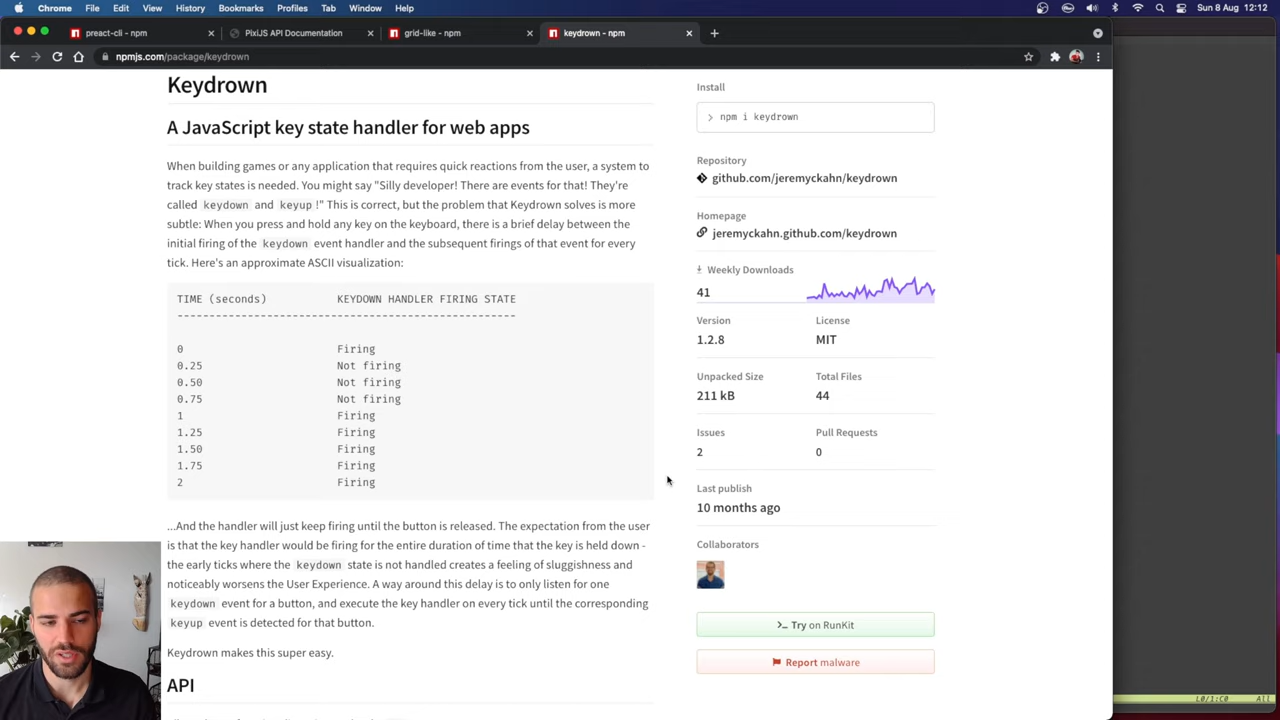 Chrome File Edit View History Bookmarks Profiles Tab Window Help Sun 8 Aug 12:12
preact-cli - npm PixiJS API Documentation grid-like - npm keydrown - npm
npmjs.com/package/keydrown
Keydrown
A JavaScript key state handler for web apps
When building games or any application that requires quick reactions from the user, a system to
track key states is needed. You might say "Silly developer! There are events for that! They're
called keydown and keyup !" This is correct, but the problem that Keydrown solves is more
subtle: When you press and hold any key on the keyboard, there is a brief delay between the
initial firing of the keydown event handler and the subsequent firings of that event for every
tick. Here's an approximate ASCII visualization:
TIME (seconds) KEYDOWN HANDLER FIRING STATE
-----------------------------------------------------
0 Firing
0.25 Not firing
0.50 Not firing
0.75 Not firing
1 Firing
1.25 Firing
1.50 Firing
1.75 Firing
2 Firing
...And the handler will just keep firing until the button is released. The expectation from the user
is that the key handler would be firing for the entire duration of time that the key is held down -
the early ticks where the keydown state is not handled creates a feeling of sluggishness and
noticeably worsens the User Experience. A way around this delay is to only listen for one
keydown event for a button, and execute the key handler on every tick until the corresponding
keyup event is detected for that button.
Keydrown makes this super easy.
API
Install
> npm i keydrown
Repository
github.com/jeremyckahn/keydrown
Homepage
jeremyckahn.github.com/keydrown
Weekly Downloads
41
Version License
1.2.8 MIT
Unpacked Size Total Files
211 kB 44
Issues Pull Requests
2 0
Last publish
10 months ago
Collaborators
Try on RunKit
Report malware
L0/1:C0 All